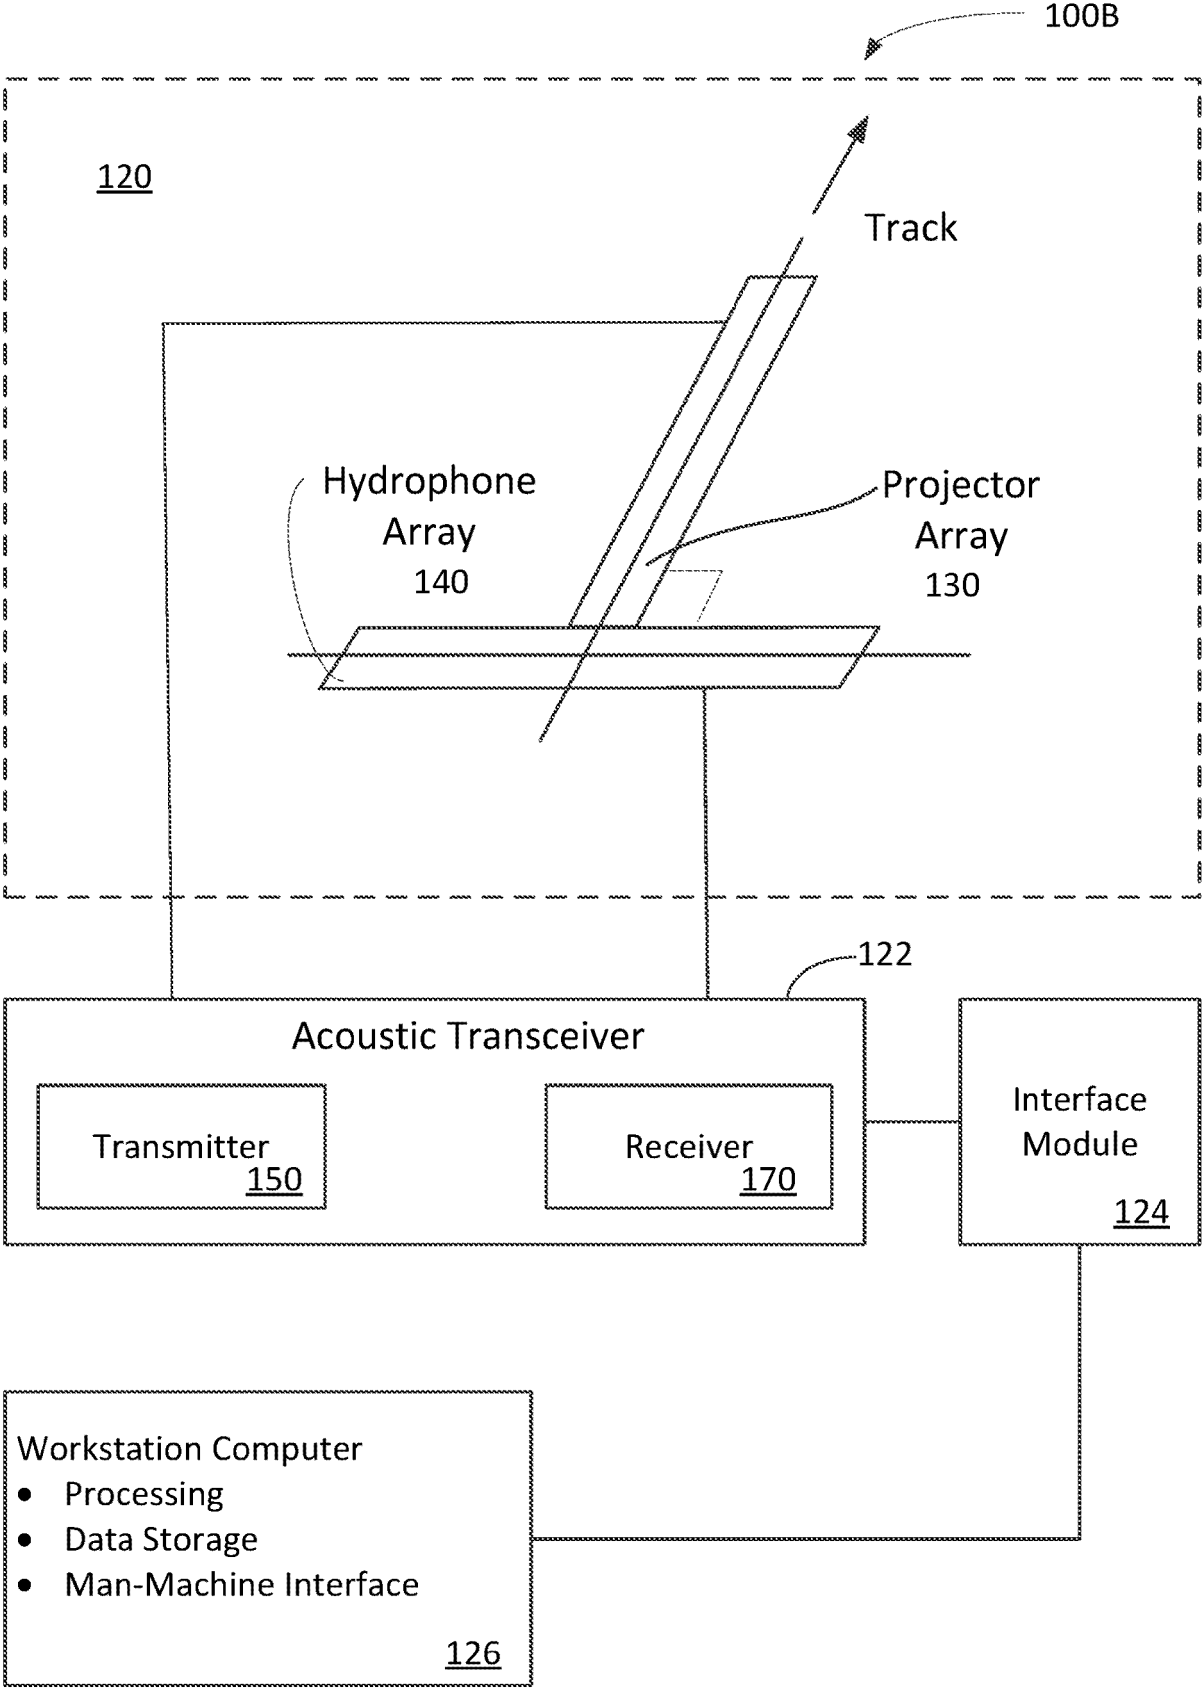 100B
120
Track
Hydrophone
Array
140
Projector
Array
130
122
Acoustic Transceiver
Transmitter
150
Receiver
170
Interface
Module
124
Workstation Computer
• Processing
• Data Storage
• Man-Machine Interface
126